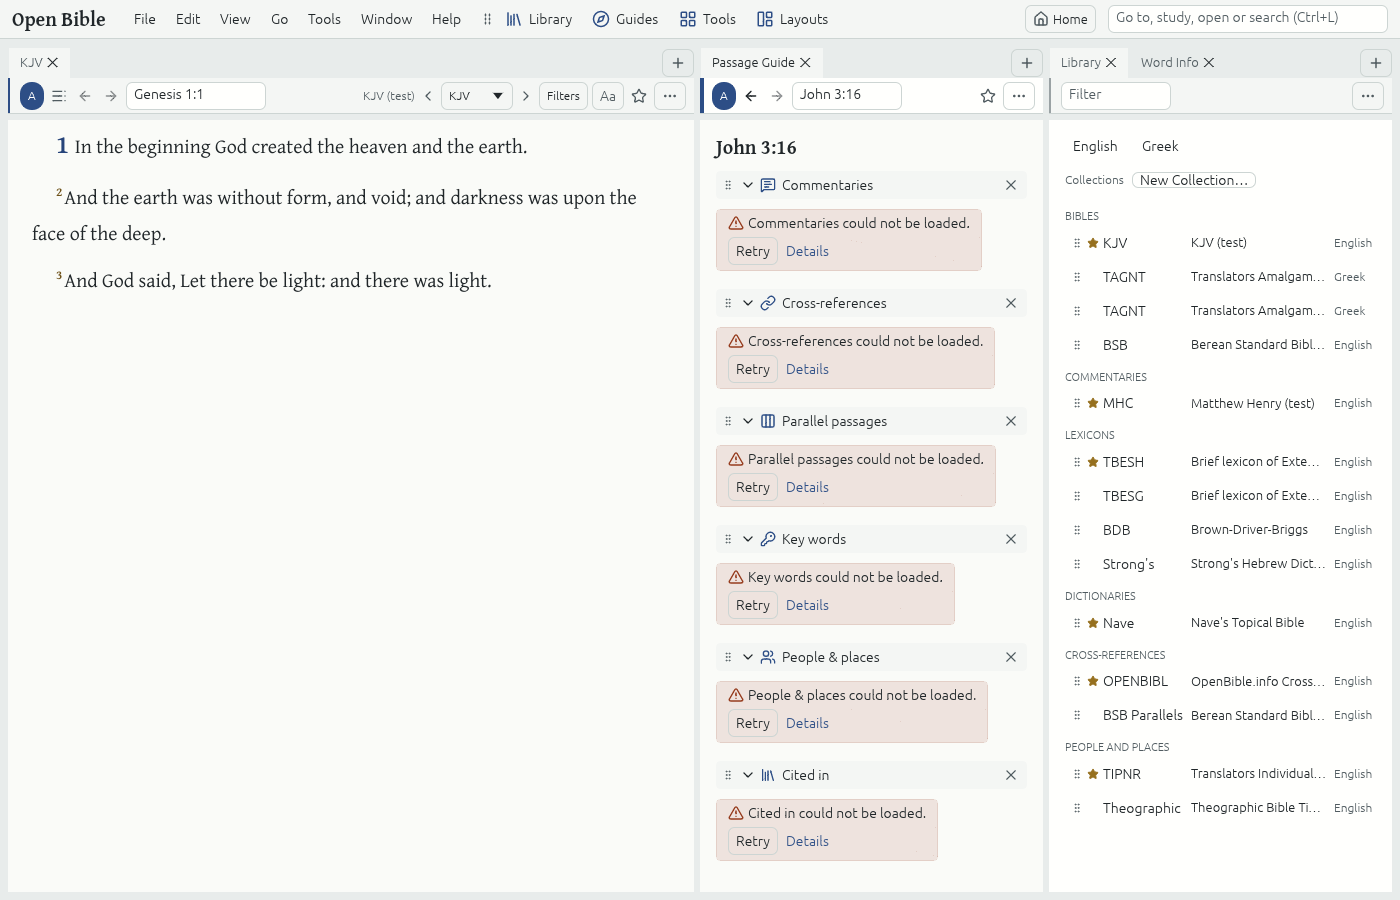 Open Bible File Edit View Go Tools Window Help Library Guides Tools Layouts Home Go to, study, open or search (Ctrl+L)
KJV
A Genesis 1:1 KJV (test) KJV Filters Aa
1 In the beginning God created the heaven and the earth.
2 And the earth was without form, and void; and darkness was upon the
face of the deep.
3 And God said, Let there be light: and there was light.
Passage Guide
A John 3:16
John 3:16
Commentaries
Commentaries could not be loaded.
Retry Details
Cross-references
Cross-references could not be loaded.
Retry Details
Parallel passages
Parallel passages could not be loaded.
Retry Details
Key words
Key words could not be loaded.
Retry Details
People & places
People & places could not be loaded.
Retry Details
Cited in
Cited in could not be loaded.
Retry Details
Library Word Info
Filter
English Greek
Collections New Collection...
BIBLES
KJV KJV (test) English
TAGNT Translators Amalgam... Greek
TAGNT Translators Amalgam... Greek
BSB Berean Standard Bibl... English
COMMENTARIES
MHC Matthew Henry (test) English
LEXICONS
TBESH Brief lexicon of Exte... English
TBESG Brief lexicon of Exte... English
BDB Brown-Driver-Briggs English
Strong's Strong's Hebrew Dict... English
DICTIONARIES
Nave Nave's Topical Bible English
CROSS-REFERENCES
OPENBIBL OpenBible.info Cross... English
BSB Parallels Berean Standard Bibl... English
PEOPLE AND PLACES
TIPNR Translators Individual... English
Theographic Theographic Bible Ti... English